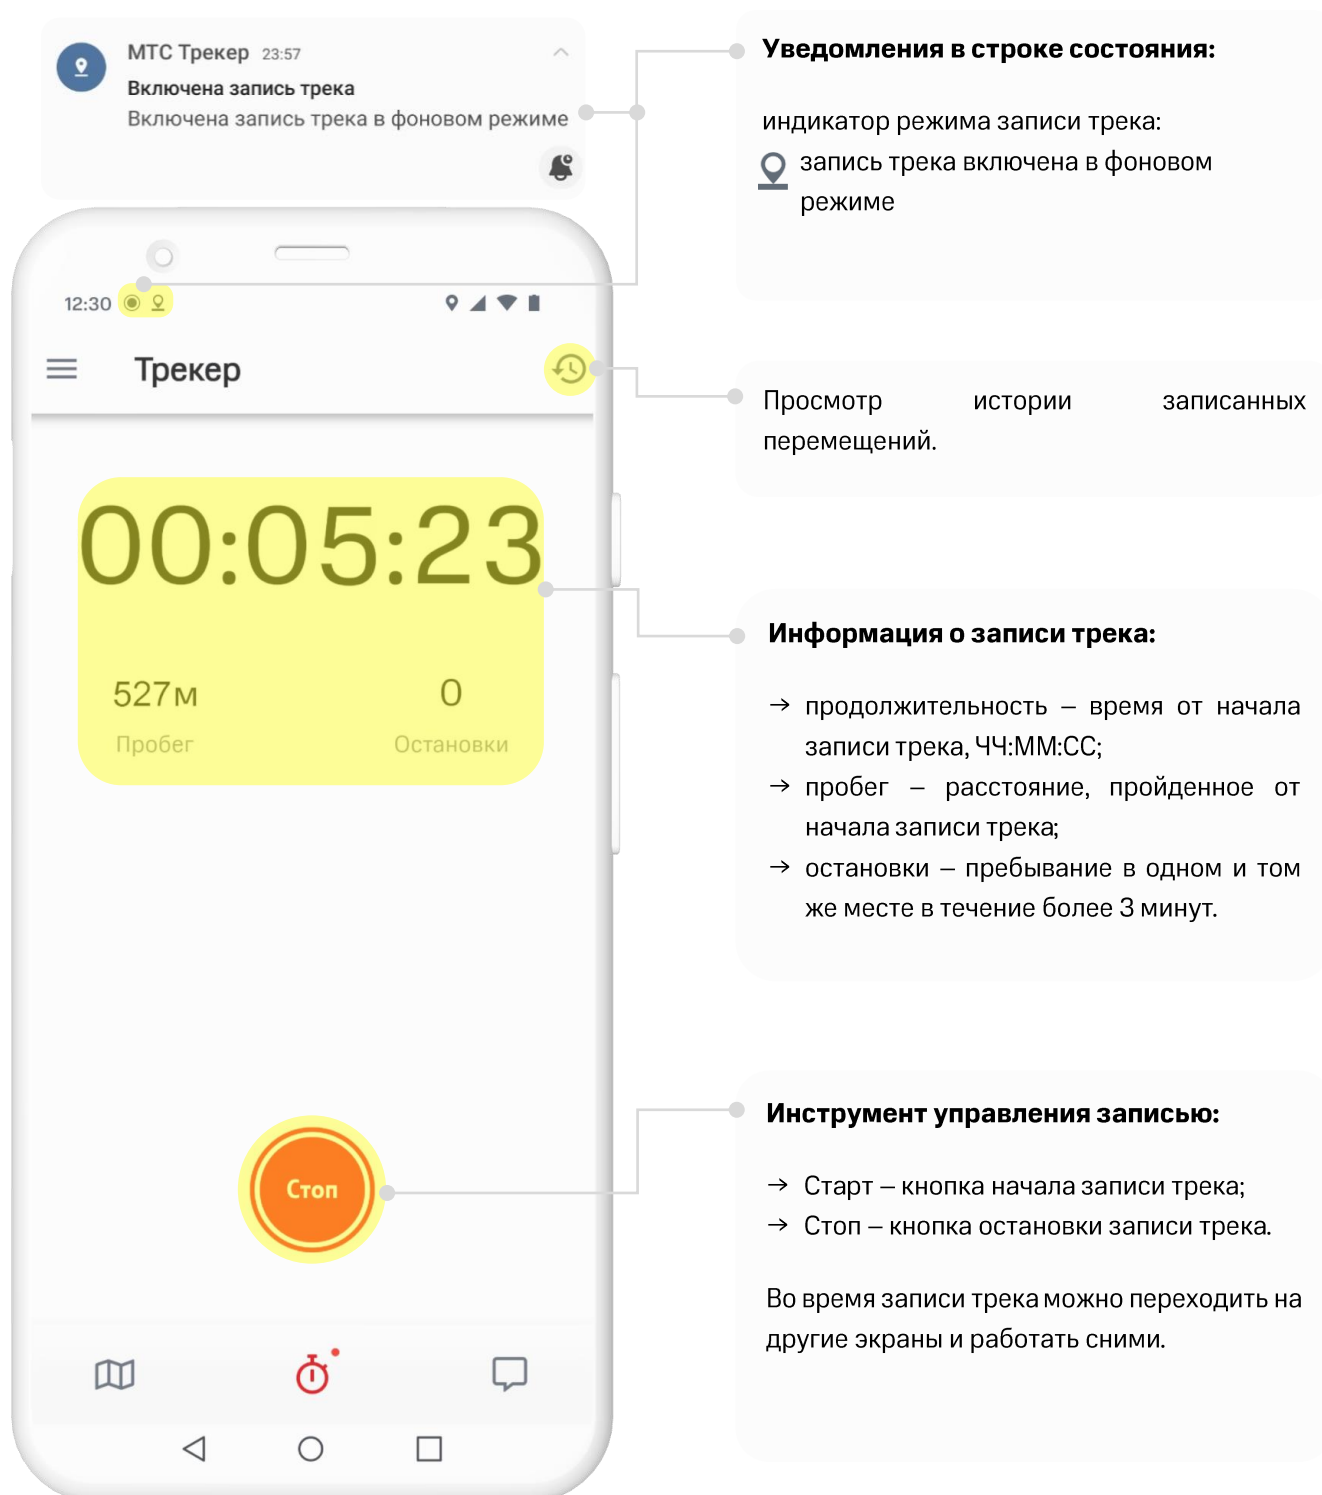 МТС Трекер 23:57
Включена запись трека
Включена запись трека в фоновом режиме
12:30
Трекер
00:05:23
527м 0
Пробег Остановки
Стоп
Уведомления в строке состояния:
индикатор режима записи трека:
запись трека включена в фоновом
режиме
Просмотр истории записанных
перемещений.
Информация о записи трека:
→ продолжительность – время от начала
записи трека, ЧЧ:ММ:СС;
→ пробег – расстояние, пройденное от
начала записи трека;
→ остановки – пребывание в одном и том
же месте в течение более 3 минут.
Инструмент управления записью:
→ Старт – кнопка начала записи трека;
→ Стоп – кнопка остановки записи трека.
Во время записи трека можно переходить на
другие экраны и работать сними.